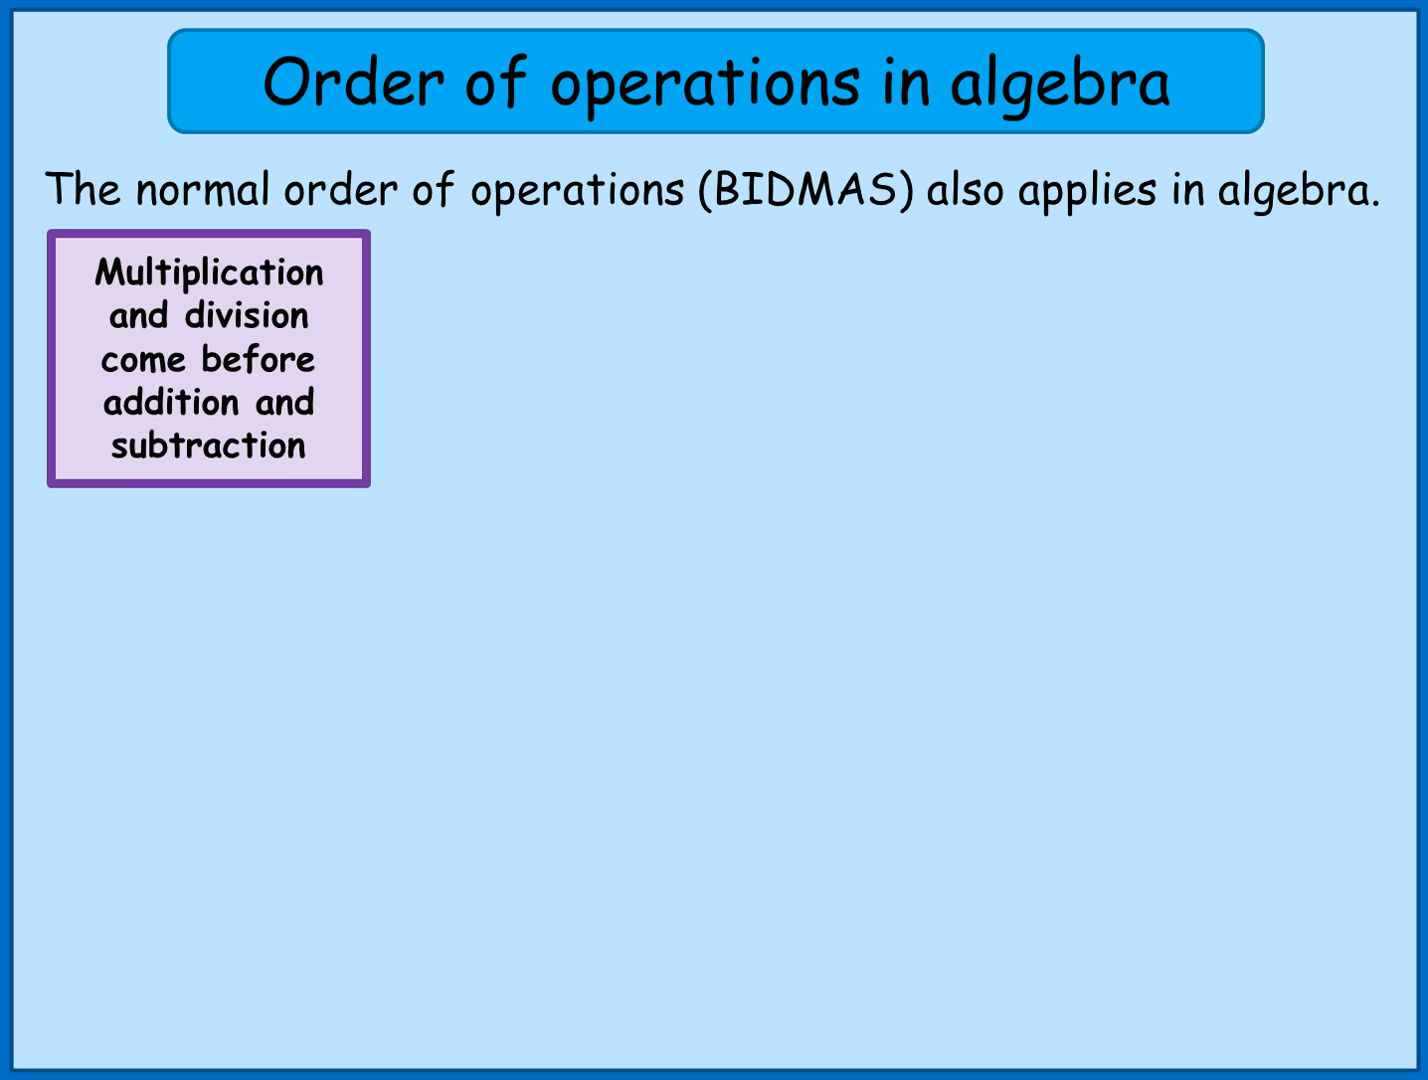 Order of operations in algebra
The normal order of operations (BIDMAS) also applies in algebra.
Multiplication
and division
come before
addition and
subtraction